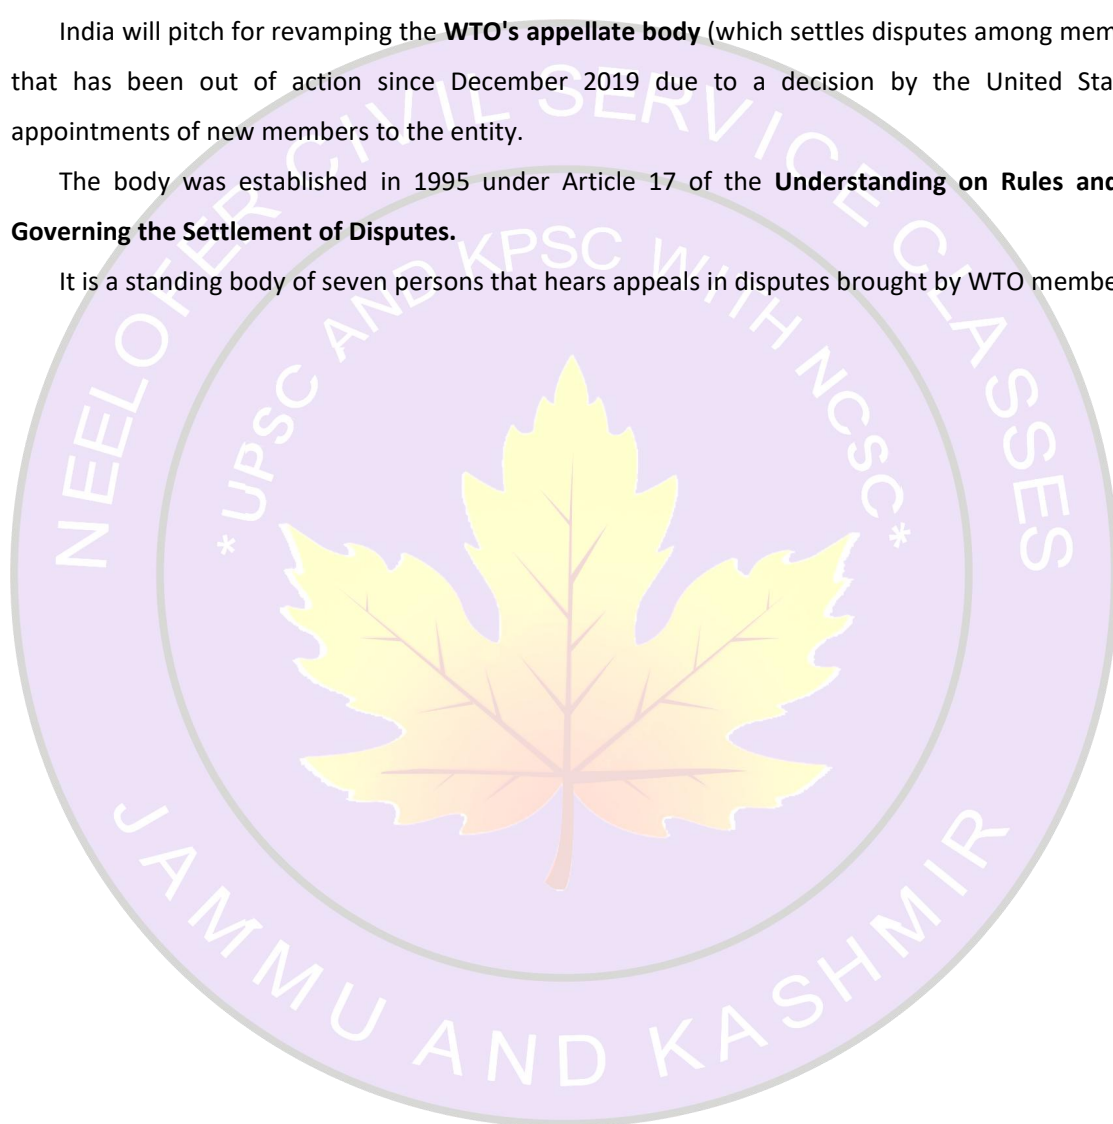 India will pitch for revamping the WTO's appellate body (which settles disputes among mem
that has been out of action since December 2019 due to a decision by the United Sta
appointments of new members to the entity.
The body was established in 1995 under Article 17 of the Understanding on Rules and
Governing the Settlement of Disputes.
It is a standing body of seven persons that hears appeals in disputes brought by WTO membe
NEELOFER CIVIL SERVICE CLASSES
*UPSC AND KPSC WITH NCSC*
JAMMU AND KASHMIR